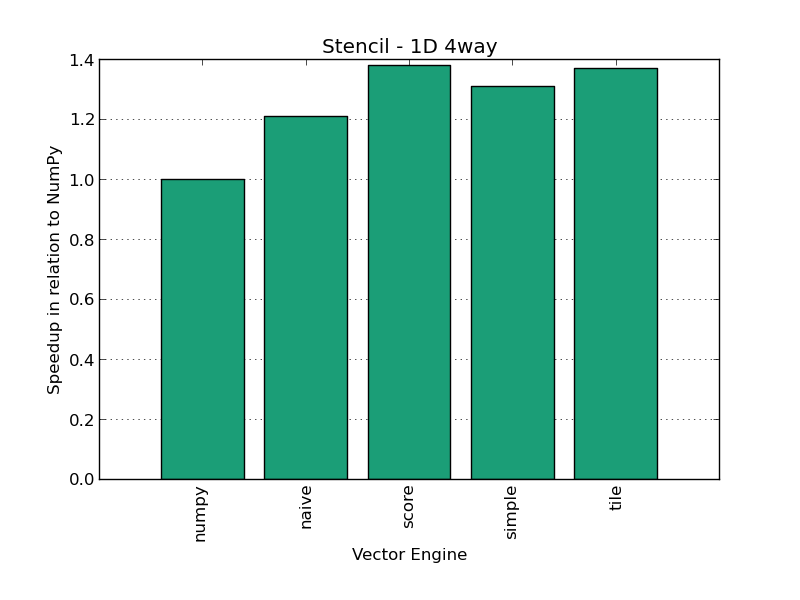 Stencil - 1D 4way
Speedup in relation to NumPy
1.4
1.2
1.0
0.8
0.6
0.4
0.2
0.0
numpy
naive
score
simple
tile
Vector Engine